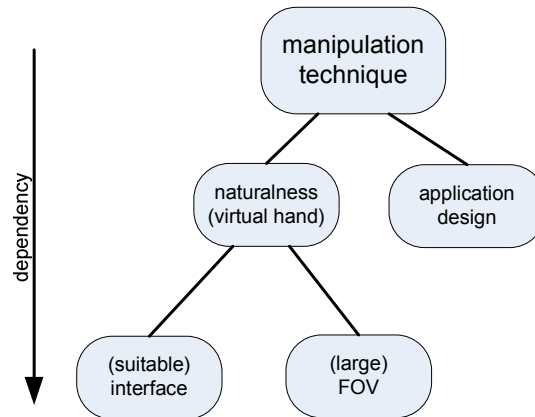 manipulation
technique
naturalness
(virtual hand)
application
design
dependency
(suitable)
interface
(large)
FOV